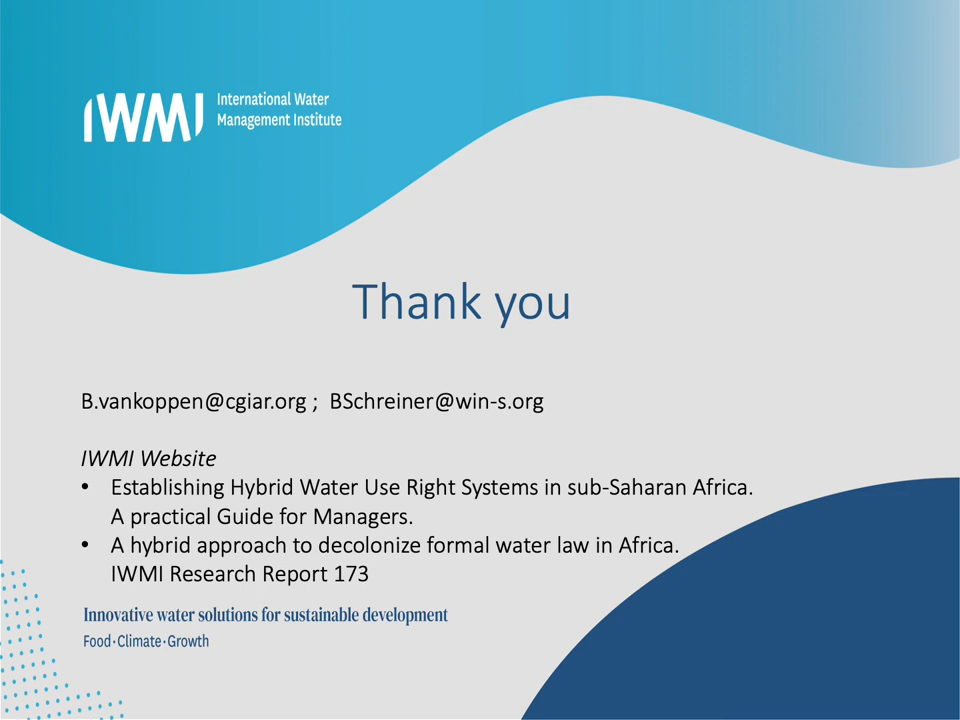 IWMI International Water
Management Institute
Thank you
B.vankoppen@cgiar.org ; BSchreiner@win-s.org
IWMI Website
• Establishing Hybrid Water Use Right Systems in sub-Saharan Africa.
A practical Guide for Managers.
• A hybrid approach to decolonize formal water law in Africa.
IWMI Research Report 173
Innovative water solutions for sustainable development
Food·Climate·Growth